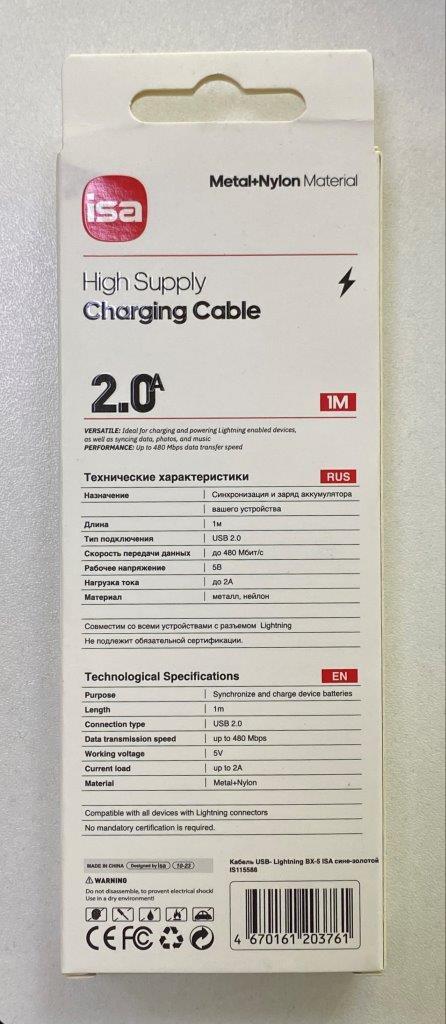 Metal+Nylon Material
isa
High Supply
Charging Cable
2.0A
1M
VERSATILE: Ideal for charging and powering Lightning enabled devices,
as well as syncing data, photos, and music
PERFORMANCE: Up to 480 Mbps data transfer speed
Технические характеристики RUS
Назначение Синхронизация и заряд аккумулятора
вашего устройства
Длина 1м
Тип подключения USB 2.0
Скорость передачи данных до 480 Мбит/с
Рабочее напряжение 5В
Нагрузка тока до 2А
Материал металл, нейлон
Совместим со всеми устройствами с разъемом Lightning
Не подлежит обязательной сертификации.
Technological Specifications EN
Purpose Synchronize and charge device batteries
Length 1m
Connection type USB 2.0
Data transmission speed up to 480 Mbps
Working voltage 5V
Current load up to 2A
Material Metal+Nylon
Compatible with all devices with Lightning connectors
No mandatory certification is required.
MADE IN CHINA Designed by isa 10-23
WARNING
Do not disassemble, to prevent electrical shock!
Use in a dry environment!
CE FC
Кабель USB- Lightning BX-5 ISA сине-золотой
IS115588
4 670161 203761